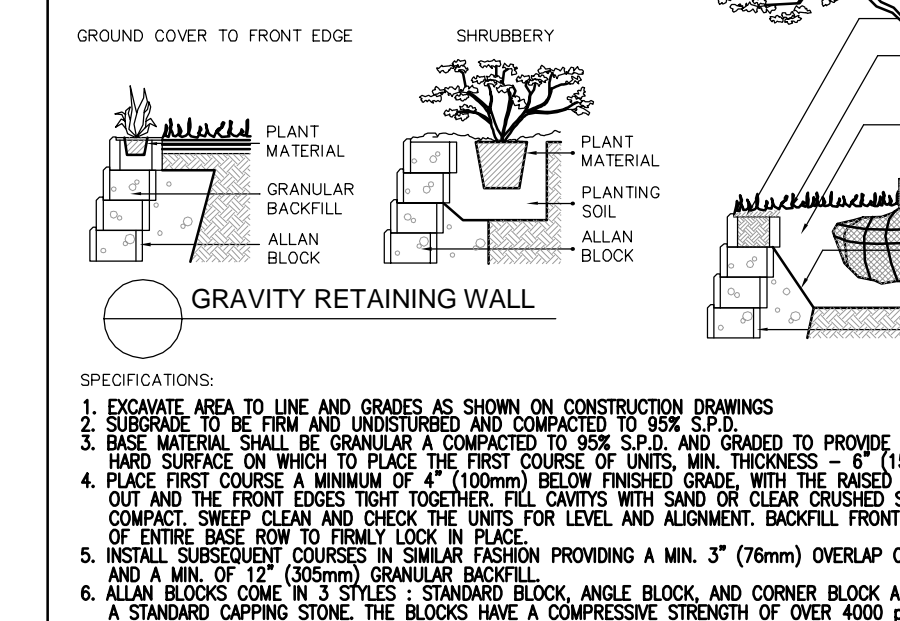 GROUND COVER TO FRONT EDGE
SHRUBBERY
PLANT
MATERIAL
GRANULAR
BACKFILL
ALLAN
BLOCK
PLANT
MATERIAL
PLANTING
SOIL
ALLAN
BLOCK
GRAVITY RETAINING WALL
SPECIFICATIONS:
1. EXCAVATE AREA TO LINE AND GRADES AS SHOWN ON CONSTRUCTION DRAWINGS
2. SUBGRADE TO BE FIRM AND UNDISTURBED AND COMPACTED TO 95% S.P.D.
3. BASE MATERIAL SHALL BE GRANULAR A COMPACTED TO 95% S.P.D. AND GRADED TO PROVIDE
HARD SURFACE ON WHICH TO PLACE THE FIRST COURSE OF UNITS, MIN. THICKNESS – 6"
4. PLACE FIRST COURSE A MINIMUM OF 4" (100mm) BELOW FINISHED GRADE, WITH THE RAISED
OUT AND THE FRONT EDGES TIGHT TOGETHER. FILL CAVITYS WITH SAND OR CLEAR CRUSHED
COMPACT. SWEEP CLEAN AND CHECK THE UNITS FOR LEVEL AND ALIGNMENT. BACKFILL FRONT
OF ENTIRE BASE ROW TO FIRMLY LOCK IN PLACE.
5. INSTALL SUBSEQUENT COURSES IN SIMILAR FASHION PROVIDING A MIN. 3" (76mm) OVERLAP
AND A MIN. OF 12" (305mm) GRANULAR BACKFILL.
6. ALLAN BLOCKS COME IN 3 STYLES : STANDARD BLOCK, ANGLE BLOCK, AND CORNER BLOCK
A STANDARD CAPPING STONE. THE BLOCKS HAVE A COMPRESSIVE STRENGTH OF OVER 4000